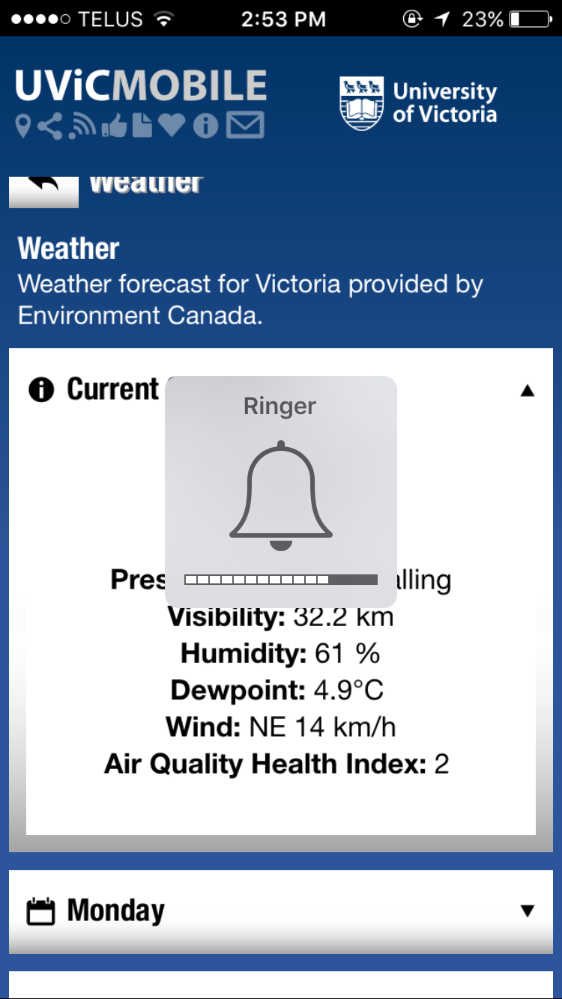 TELUS 2:53 PM 23%
UViCMOBILE
University
of Victoria
Weather
Weather
Weather forecast for Victoria provided by
Environment Canada.
Current
Ringer
Pres alling
Visibility: 32.2 km
Humidity: 61 %
Dewpoint: 4.9°C
Wind: NE 14 km/h
Air Quality Health Index: 2
Monday